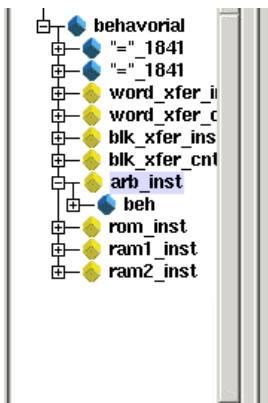 behavorial
"="_1841
"="_1841
word_xfer_i
word_xfer_c
blk_xfer_ins
blk_xfer_cnt
arb_inst
beh
rom_inst
ram1_inst
ram2_inst